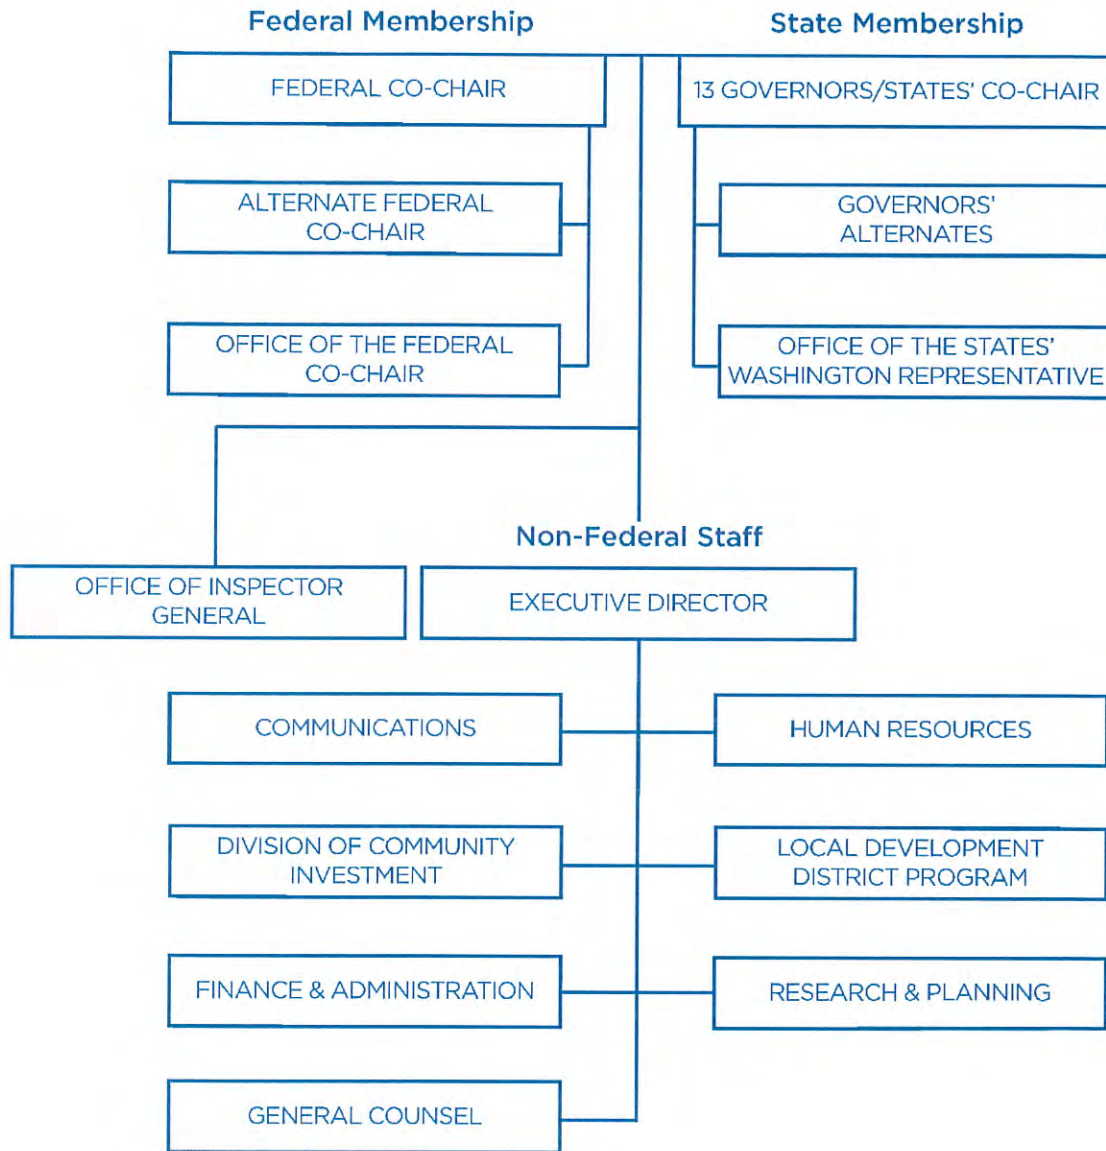 Federal Membership
State Membership
FEDERAL CO-CHAIR
13 GOVERNORS/STATES’ CO-CHAIR
ALTERNATE FEDERAL
CO-CHAIR
GOVERNORS’
ALTERNATES
OFFICE OF THE FEDERAL
CO-CHAIR
OFFICE OF THE STATES’
WASHINGTON REPRESENTATIVE
Non-Federal Staff
OFFICE OF INSPECTOR
GENERAL
EXECUTIVE DIRECTOR
COMMUNICATIONS
HUMAN RESOURCES
DIVISION OF COMMUNITY
INVESTMENT
LOCAL DEVELOPMENT
DISTRICT PROGRAM
FINANCE & ADMINISTRATION
RESEARCH & PLANNING
GENERAL COUNSEL